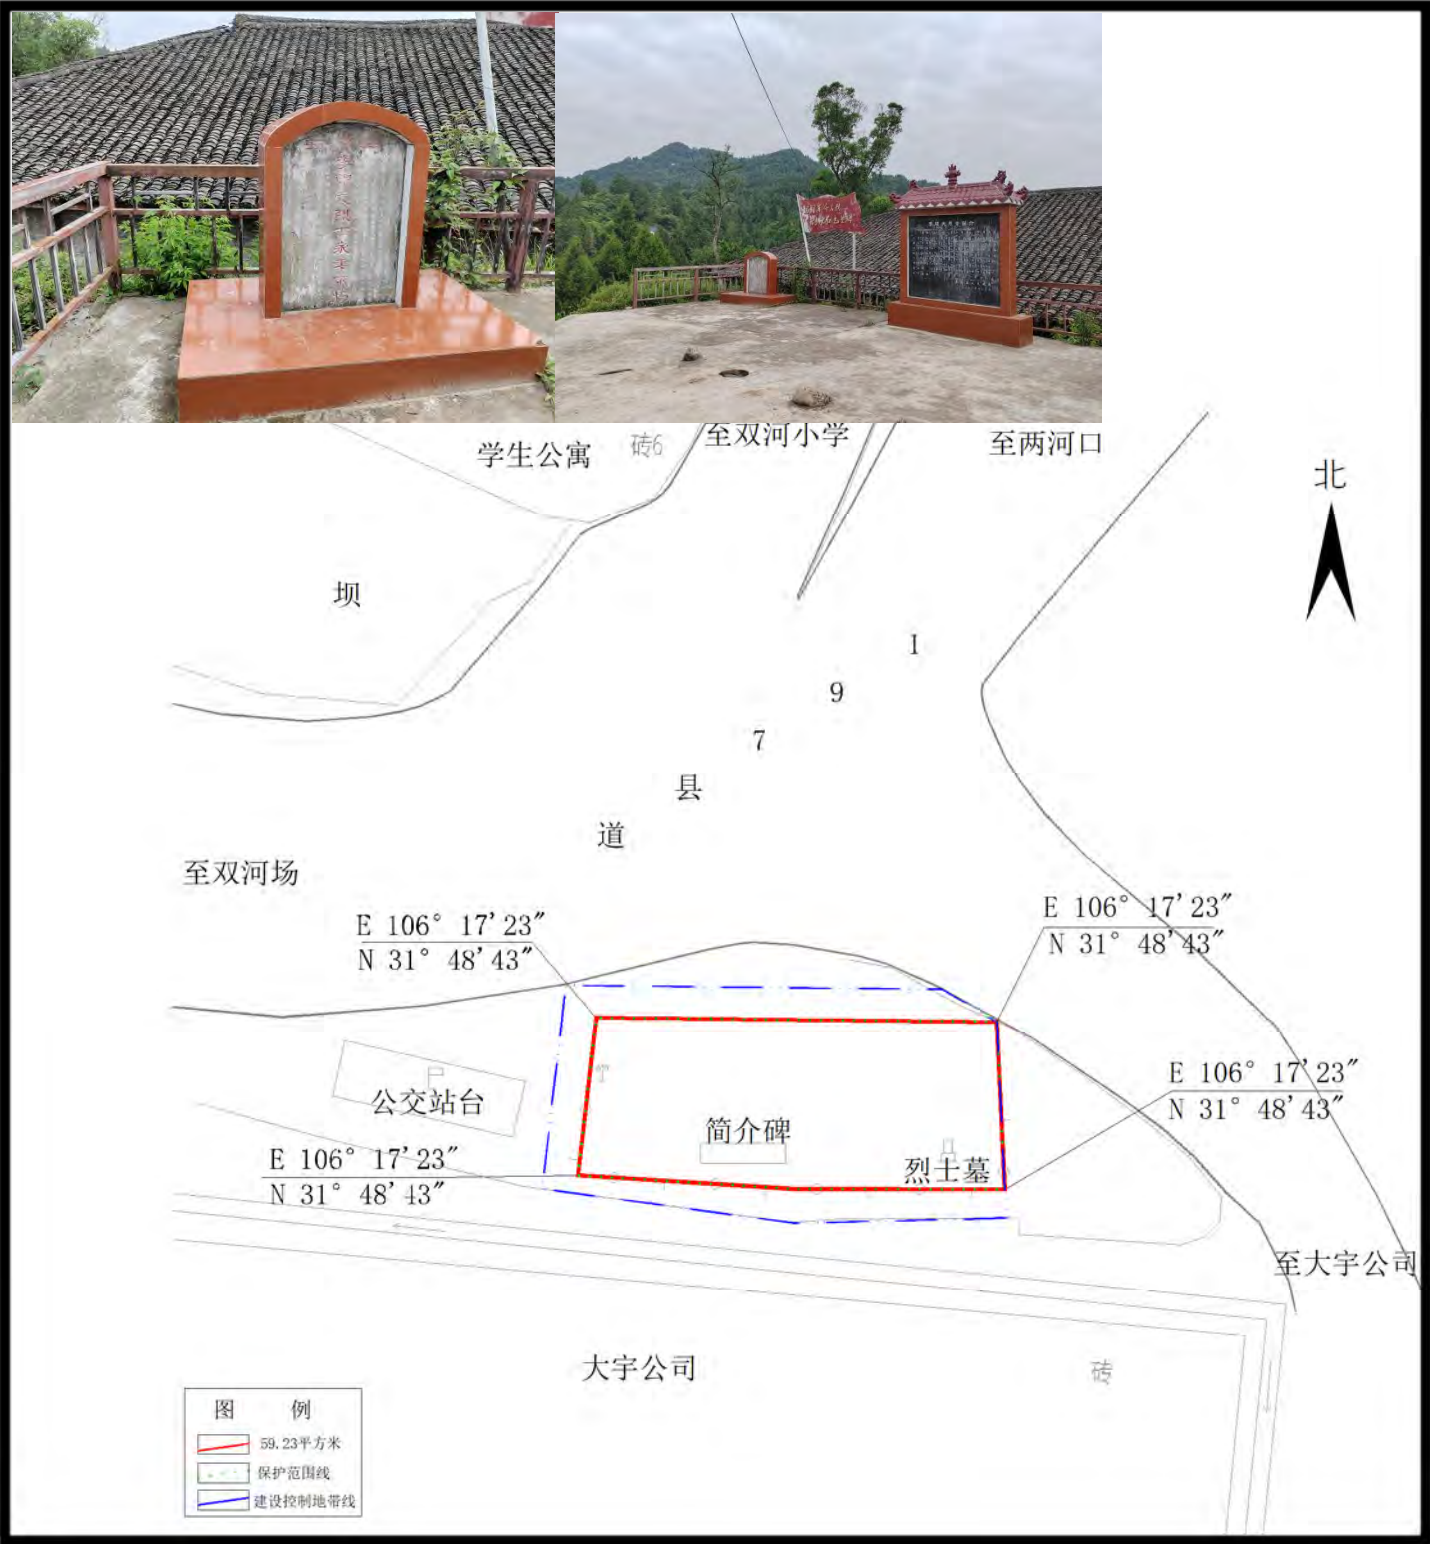 学生公寓
砖6
至双河小学
至两河口
北
坝
1
9
7
县
道
至双河场
E 106° 17′23″
N 31° 48′43″
E 106° 17′23″
N 31° 48′43″
E 106° 17′23″
N 31° 48′43″
公交站台
简介碑
烈士墓
E 106° 17′23″
N 31° 48′43″
至大宇公司
大宇公司
砖
图 例
59.23平方米
保护范围线
建设控制地带线